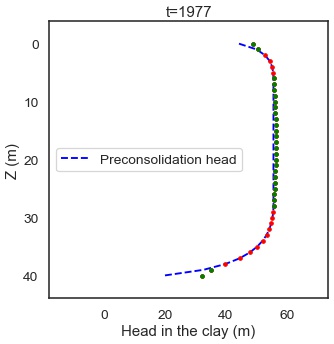 t=1977
0
10
20
30
40
Z (m)
Preconsolidation head
0 20 40 60
Head in the clay (m)